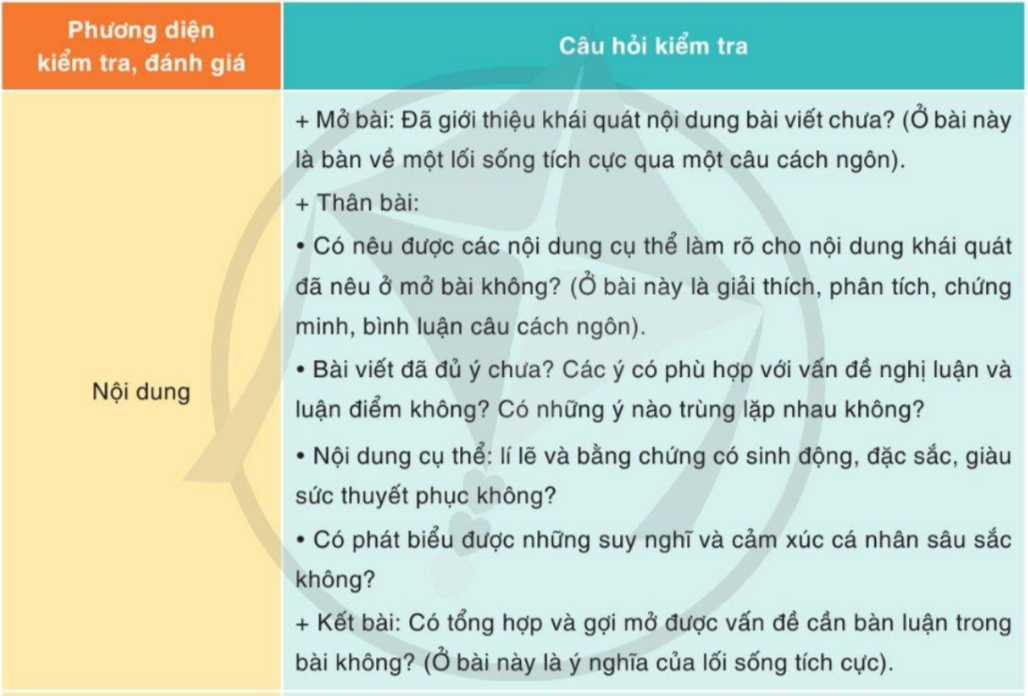 Phương diện
kiểm tra, đánh giá
Câu hỏi kiểm tra
Nội dung
+ Mở bài: Đã giới thiệu khái quát nội dung bài viết chưa? (Ở bài này
là bàn về một lối sống tích cực qua một câu cách ngôn).
+ Thân bài:
• Có nêu được các nội dung cụ thể làm rõ cho nội dung khái quát
đã nêu ở mở bài không? (Ở bài này là giải thích, phân tích, chứng
minh, bình luận câu cách ngôn).
• Bài viết đã đủ ý chưa? Các ý có phù hợp với vấn đề nghị luận và
luận điểm không? Có những ý nào trùng lặp nhau không?
• Nội dung cụ thể: lí lẽ và bằng chứng có sinh động, đặc sắc, giàu
sức thuyết phục không?
• Có phát biểu được những suy nghĩ và cảm xúc cá nhân sâu sắc
không?
+ Kết bài: Có tổng hợp và gợi mở được vấn đề cần bàn luận trong
bài không? (Ở bài này là ý nghĩa của lối sống tích cực).